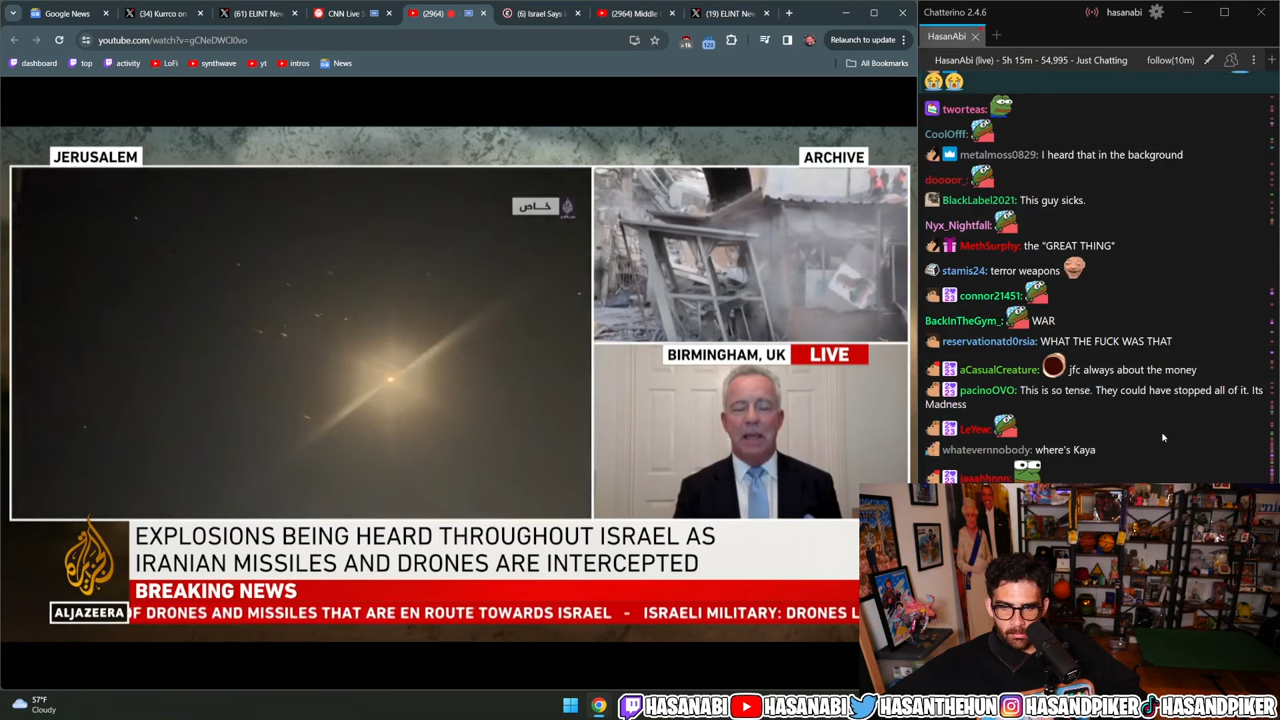 Google News
(34) Kurrco on
(61) ELINT New
CNN Live S
(2964)
(6) Israel Says I
(2964) Middle
(19) ELINT New
youtube.com/watch?v=gCNeDWCl0vo
>1k
120
Relaunch to update
dashboard
top
activity
LoFi
synthwave
yt
intros
News
All Bookmarks
JERUSALEM
ARCHIVE
خاص
BIRMINGHAM, UK LIVE
EXPLOSIONS BEING HEARD THROUGHOUT ISRAEL AS
IRANIAN MISSILES AND DRONES ARE INTERCEPTED
BREAKING NEWS
ALJAZEERA
OF DRONES AND MISSILES THAT ARE EN ROUTE TOWARDS ISRAEL - ISRAELI MILITARY: DRONES L
57°F
Cloudy
Chatterino 2.4.6
hasanabi
HasanAbi
HasanAbi (live) - 5h 15m - 54,995 - Just Chatting
follow(10m)
tworteas:
CoolOfff:
metalmoss0829: I heard that in the background
doooor_:
BlackLabel2021: This guy sicks.
Nyx_Nightfall:
MethSurphy: the "GREAT THING"
stamis24: terror weapons
connor21451:
BackInTheGym_: WAR
reservationatd0rsia: WHAT THE FUCK WAS THAT
aCasualCreature: jfc always about the money
pacinoOVO: This is so tense. They could have stopped all of it. Its
Madness
LeYew:
whatevernnobody: where's Kaya
jaaahhnnn:
HASANABI HASANABI HASANTHEHUN HASANDPIKER HASANDPIKER